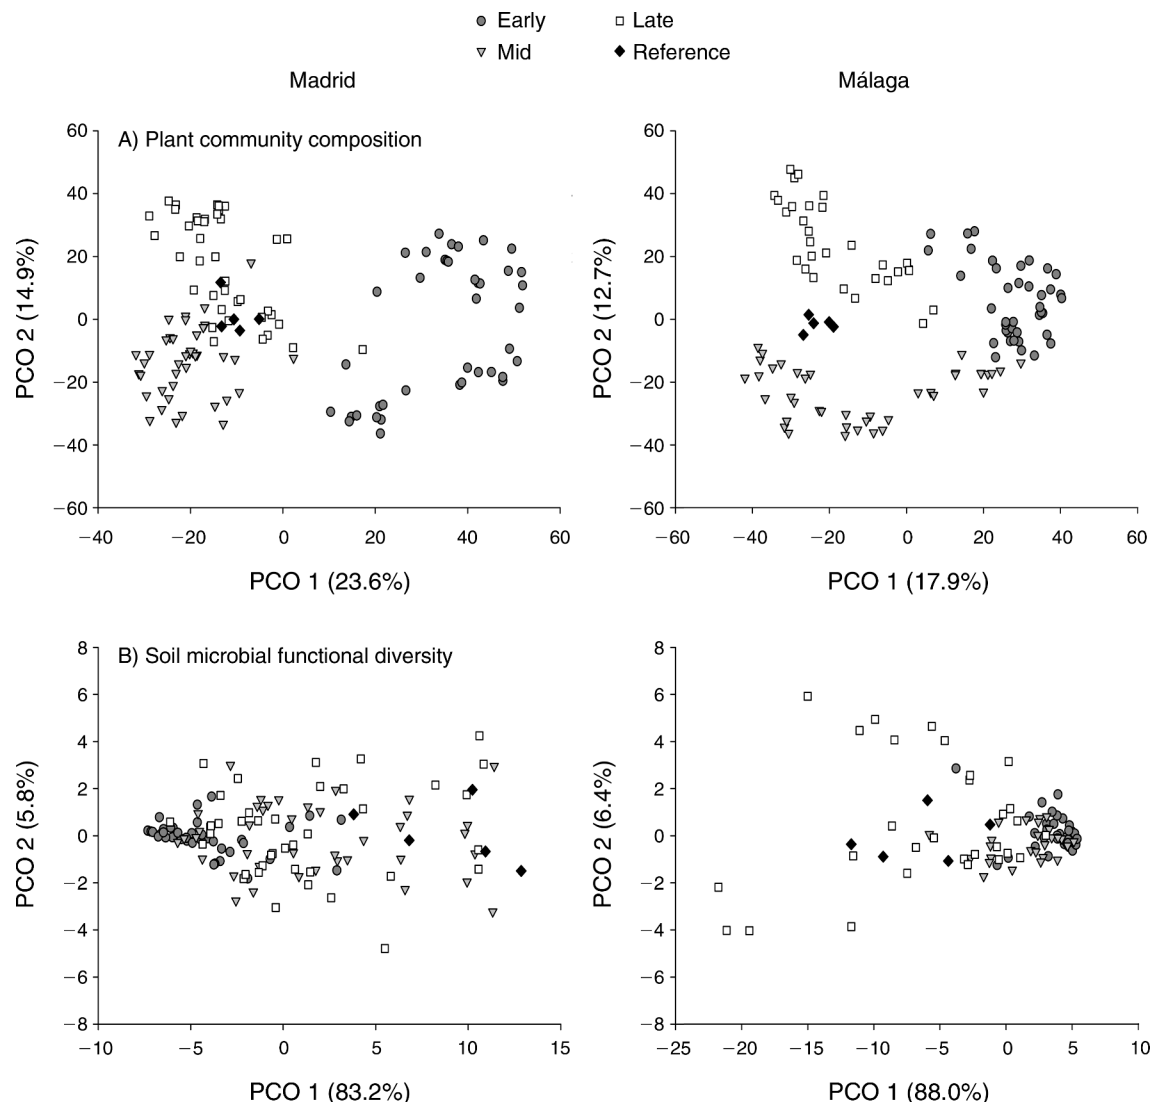 Early Late
Mid Reference
Madrid Málaga
A) Plant community composition
60
40
20
0
−20
−40
−60
PCO 2 (14.9%)
−40 −20 0 20 40 60
PCO 1 (23.6%)
60
40
20
0
−20
−40
−60
PCO 2 (12.7%)
−60 −40 −20 0 20 40 60
PCO 1 (17.9%)
B) Soil microbial functional diversity
8
6
4
2
0
−2
−4
−6
−8
PCO 2 (5.8%)
−10 −5 0 5 10 15
PCO 1 (83.2%)
8
6
4
2
0
−2
−4
−6
−8
PCO 2 (6.4%)
−25 −20 −15 −10 −5 0 5 10
PCO 1 (88.0%)